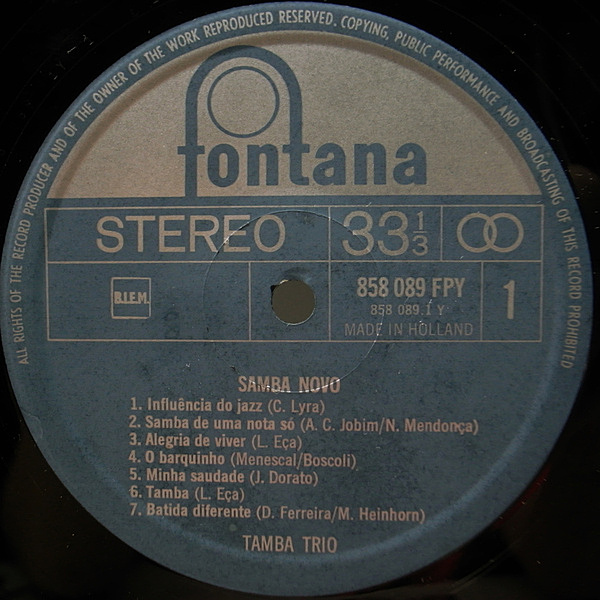 ALL RIGHTS OF THE RECORD PRODUCER AND OF THE OWNER OF THE WORK REPRODUCED RESERVED. COPYING, PUBLIC PERFORMANCE AND BROADCASTING OF THIS RECORD PROHIBITED
fontana
STEREO 33 1/3
B.I.E.M. 858 089 FPY 1
858 089.1 Y
MADE IN HOLLAND
SAMBA NOVO
1. Influência do jazz (C. Lyra)
2. Samba de uma nota só (A. C. Jobim/N. Mendonça)
3. Alegria de viver (L. Eça)
4. O barquinho (Menescal/Boscoli)
5. Minha saudade (J. Dorato)
6. Tamba (L. Eça)
7. Batida diferente (D. Ferreira/M. Heinhorn)
TAMBA TRIO